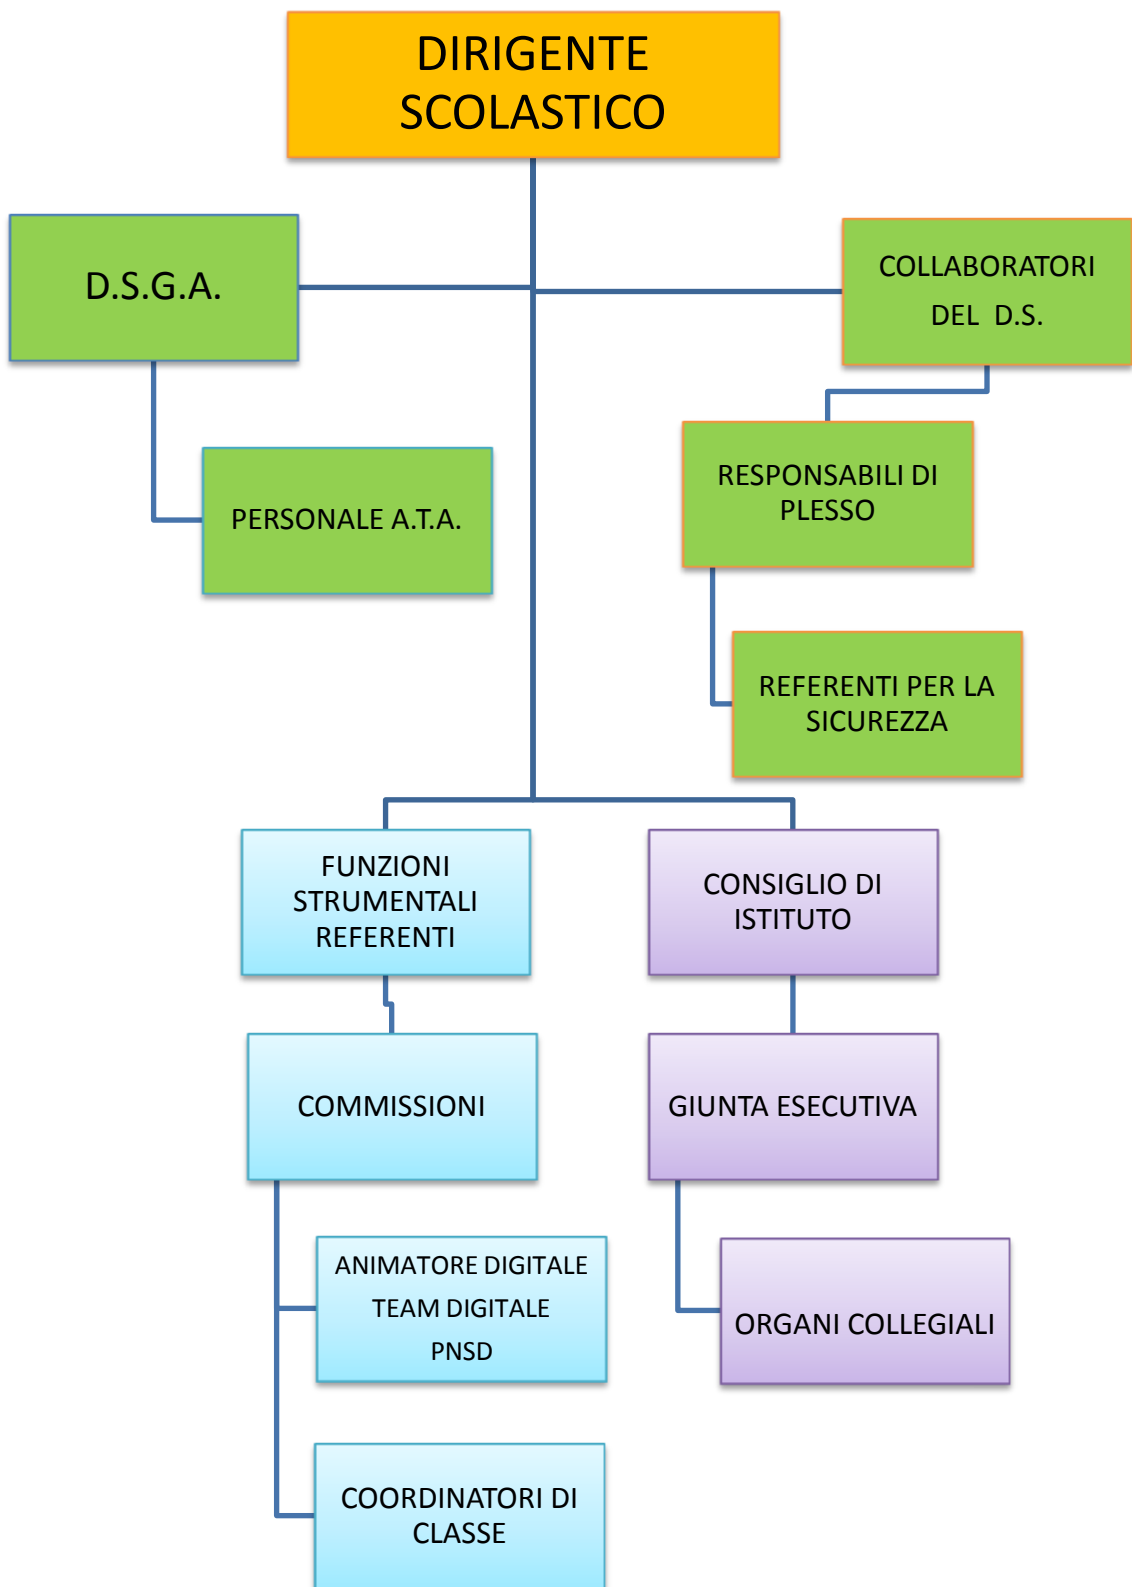 DIRIGENTE
SCOLASTICO
D.S.G.A.
COLLABORATORI
DEL D.S.
PERSONALE A.T.A.
RESPONSABILI DI
PLESSO
REFERENTI PER LA
SICUREZZA
FUNZIONI
STRUMENTALI
REFERENTI
CONSIGLIO DI
ISTITUTO
COMMISSIONI
GIUNTA ESECUTIVA
ANIMATORE DIGITALE
TEAM DIGITALE
PNSD
ORGANI COLLEGIALI
COORDINATORI DI
CLASSE